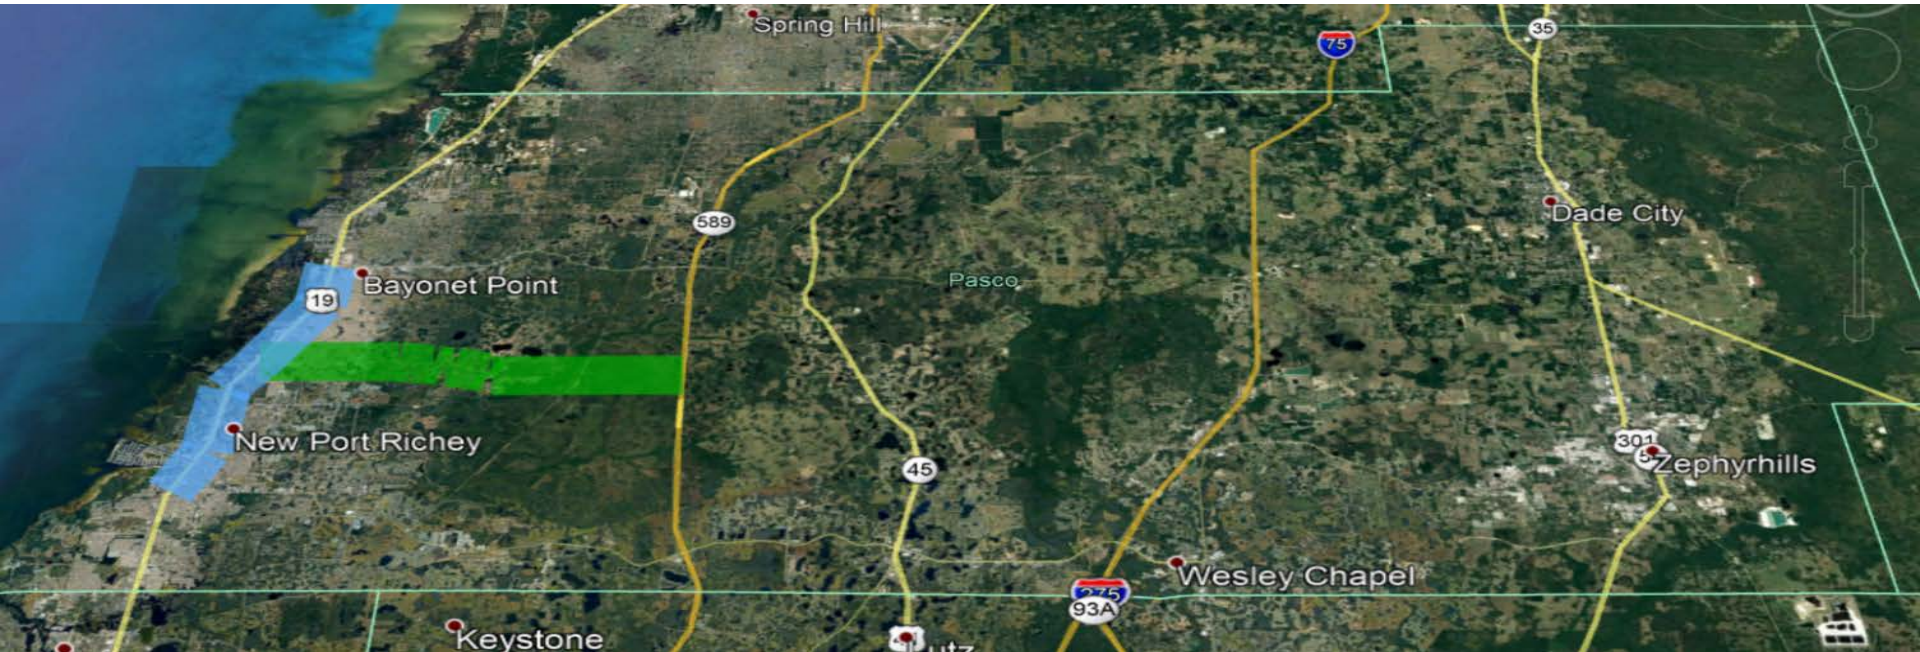 Spring Hill
75
35
589
Dade City
Pasco
Bayonet Point
19
New Port Richey
301
Zephyrhills
45
Wesley Chapel
275
93A
Keystone